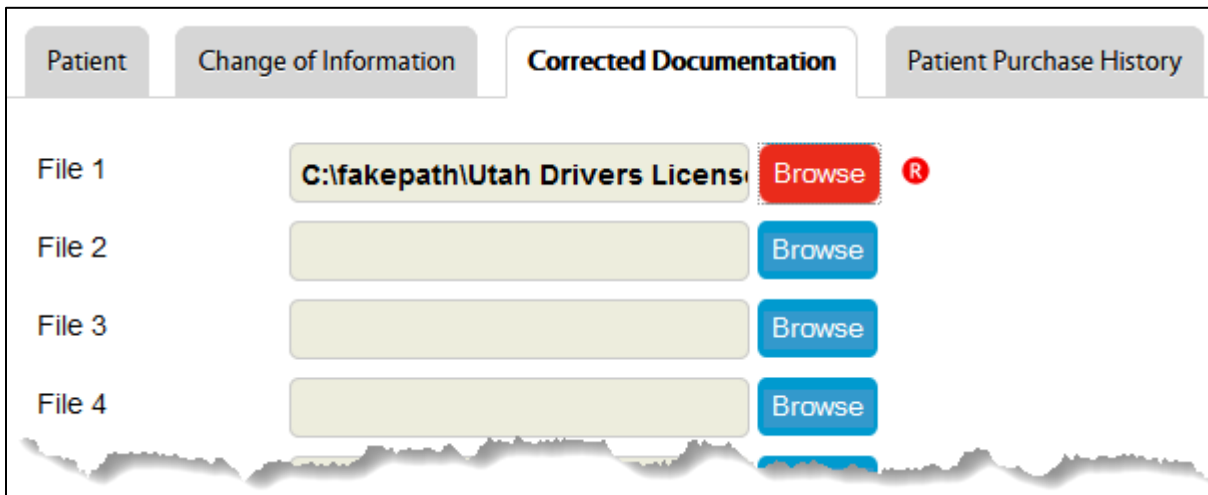 Patient Change of Information Corrected Documentation Patient Purchase History
File 1 C:\fakepath\Utah Drivers License Browse R
File 2 Browse
File 3 Browse
File 4 Browse